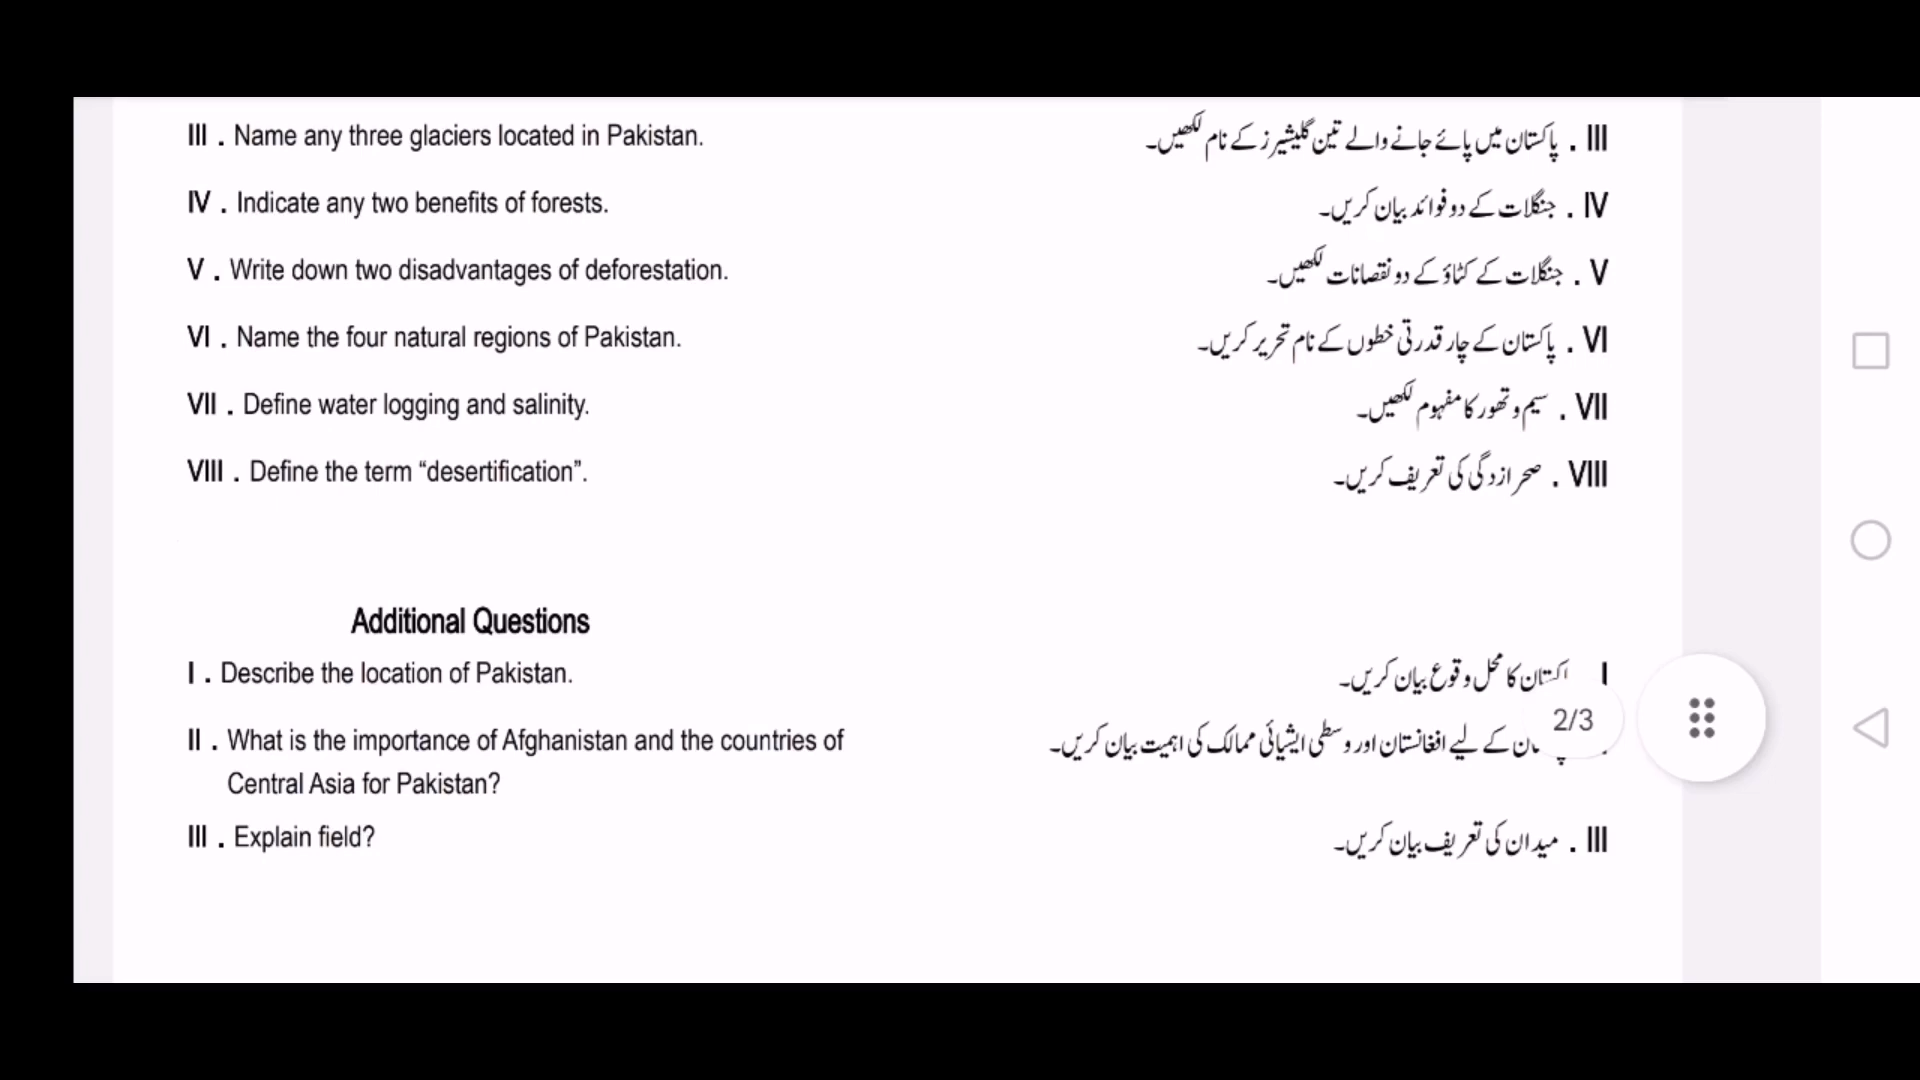 III . Name any three glaciers located in Pakistan.
III . پاکستان میں پائے جانے والے تین گلیشیرز کے نام لکھیں۔
IV . Indicate any two benefits of forests.
IV . جنگلات کے دو فوائد بیان کریں۔
V . Write down two disadvantages of deforestation.
V . جنگلات کے کٹاؤ کے دو نقصانات لکھیں۔
VI . Name the four natural regions of Pakistan.
VI . پاکستان کے چار قدرتی خطوں کے نام تحریر کریں۔
VII . Define water logging and salinity.
VII . سیم و تھور کا مفہوم لکھیں۔
VIII . Define the term “desertification”.
VIII . صحرا زدگی کی تعریف کریں۔
Additional Questions
I . Describe the location of Pakistan.
I کا محل وقوع بیان کریں۔
2/3
II . What is the importance of Afghanistan and the countries of
Central Asia for Pakistan?
کے لیے افغانستان اور وسطی ایشیائی ممالک کی اہمیت بیان کریں۔
III . Explain field?
III . میدان کی تعریف بیان کریں۔